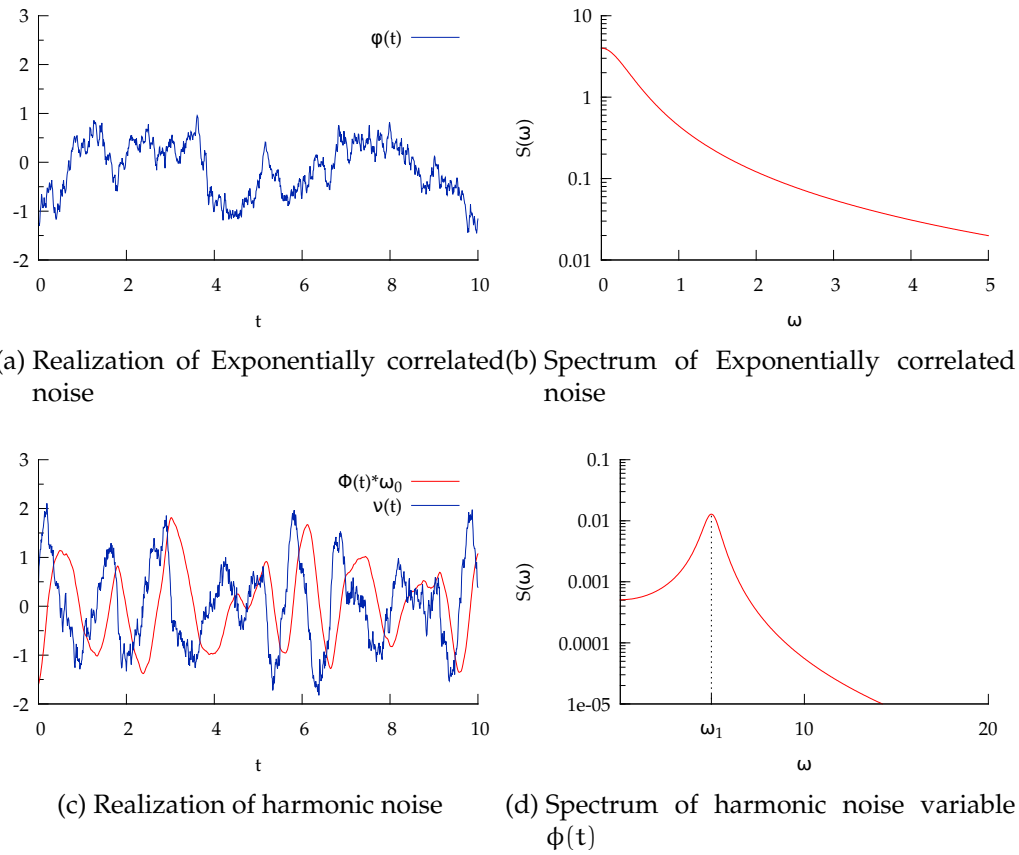 3
2
1
0
-1
-2
0 2 4 6 8 10
t
φ(t)
10
1
0.1
0.01
S(ω)
0 1 2 3 4 5
ω
(a) Realization of Exponentially correlated
noise
(b) Spectrum of Exponentially correlated
noise
3
2
1
0
-1
-2
0 2 4 6 8 10
t
Φ(t)*ω₀
ν(t)
0.1
0.01
0.001
0.0001
1e-05
S(ω)
ω₁ 10 20
ω
(c) Realization of harmonic noise
(d) Spectrum of harmonic noise variable
ϕ(t)